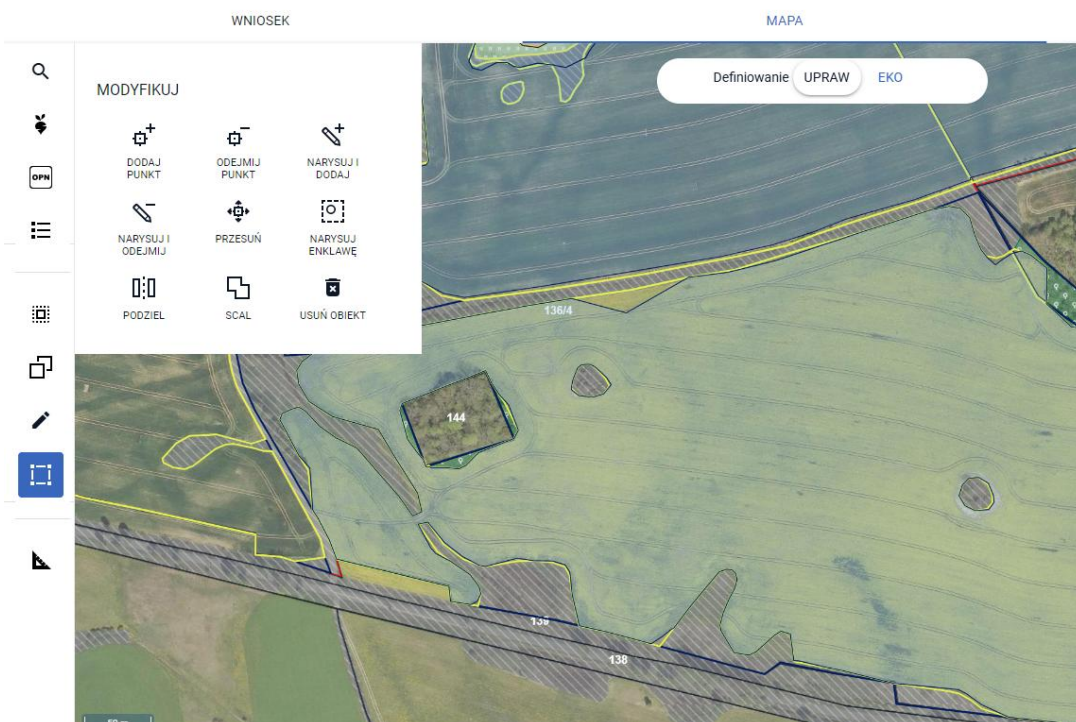 WNIOSEK
MAPA
MODYFIKUJ
DODAJ
PUNKT
ODEJMIJ
PUNKT
NARYSUJ I
DODAJ
NARYSUJ I
ODEJMIJ
PRZESUŃ
NARYSUJ
ENKLAWĘ
PODZIEL
SCAL
USUŃ OBIEKT
OPN
Definiowanie UPRAW EKO
136/4
144
139
138